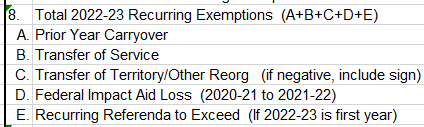 8. Total 2022-23 Recurring Exemptions (A+B+C+D+E)
A. Prior Year Carryover
B. Transfer of Service
C. Transfer of Territory/Other Reorg (if negative, include sign)
D. Federal Impact Aid Loss (2020-21 to 2021-22)
E. Recurring Referenda to Exceed (If 2022-23 is first year)